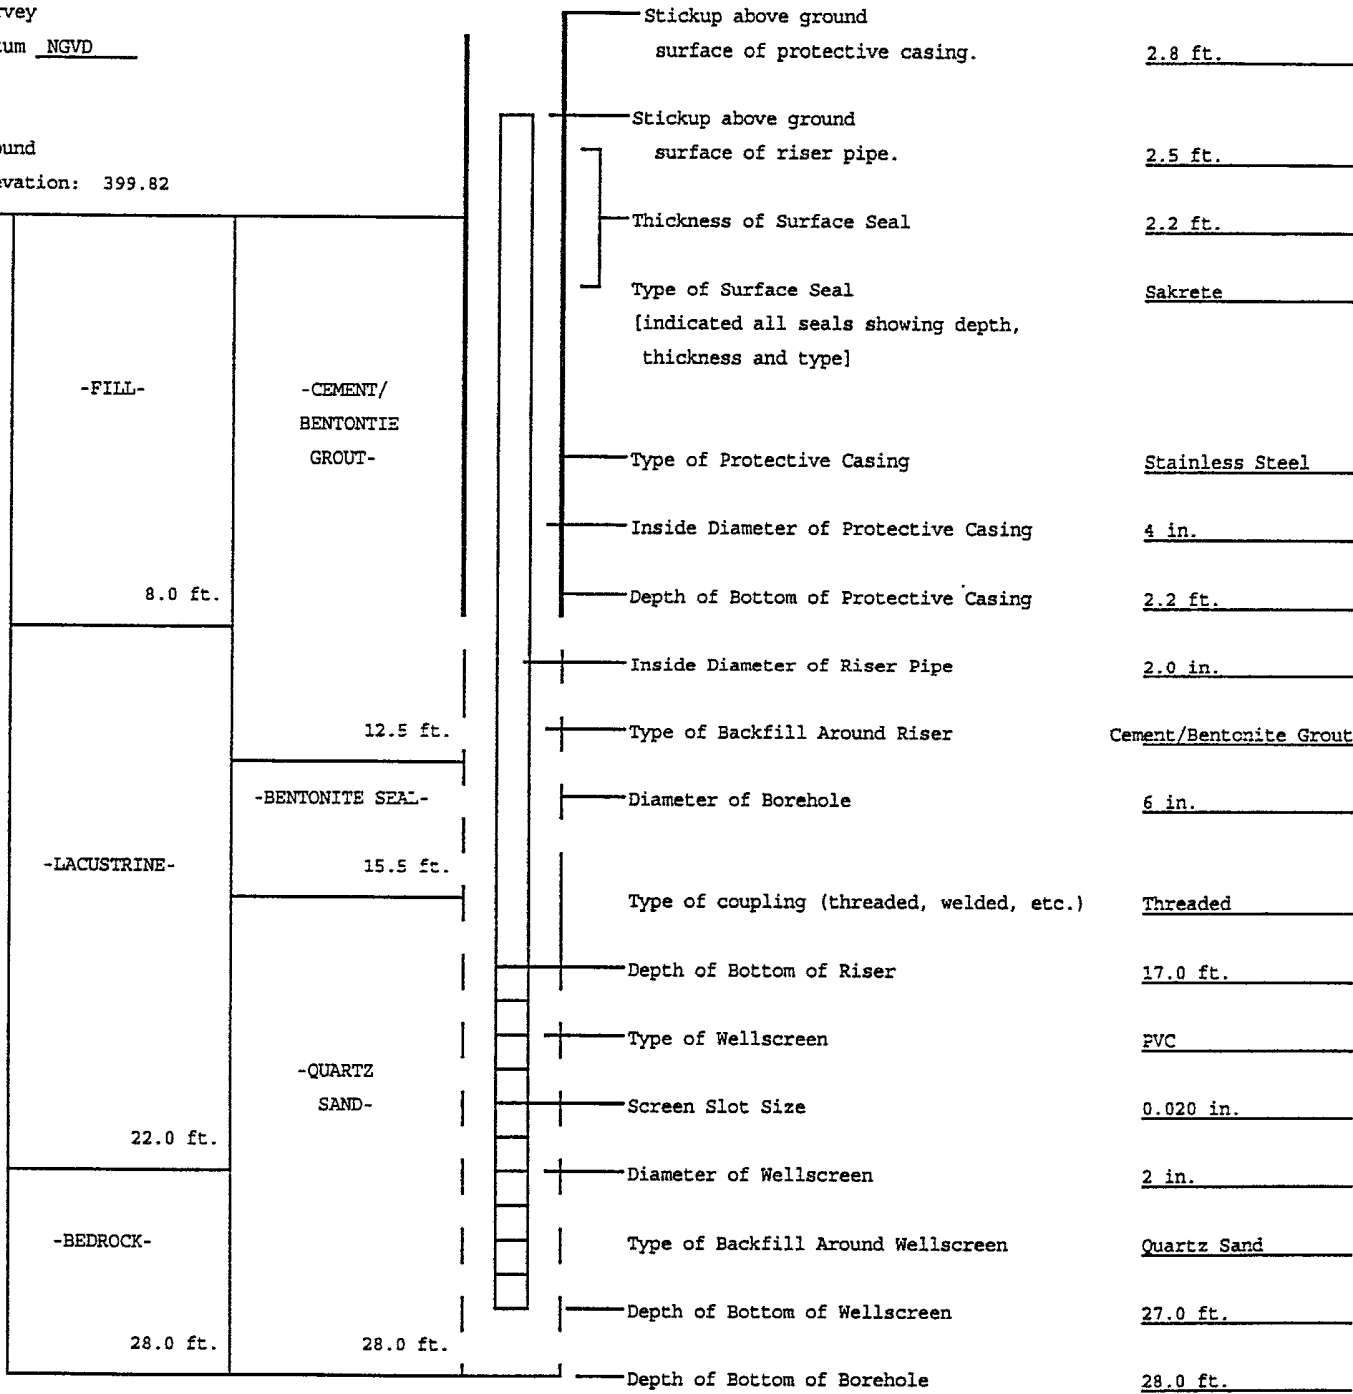 rvey
tum NGVD
ound
evation: 399.82
Stickup above ground
surface of protective casing. 2.8 ft.
Stickup above ground
surface of riser pipe. 2.5 ft.
Thickness of Surface Seal 2.2 ft.
Type of Surface Seal Sakrete
[indicated all seals showing depth,
thickness and type]
-FILL-
-CEMENT/
BENTONTIE
GROUT-
Type of Protective Casing Stainless Steel
Inside Diameter of Protective Casing 4 in.
8.0 ft.
Depth of Bottom of Protective Casing 2.2 ft.
Inside Diameter of Riser Pipe 2.0 in.
12.5 ft.
Type of Backfill Around Riser Cement/Bentonite Grout
-BENTONITE SEAL-
Diameter of Borehole 6 in.
-LACUSTRINE-
15.5 ft.
Type of coupling (threaded, welded, etc.) Threaded
Depth of Bottom of Riser 17.0 ft.
Type of Wellscreen PVC
-QUARTZ
SAND-
Screen Slot Size 0.020 in.
22.0 ft.
Diameter of Wellscreen 2 in.
-BEDROCK-
Type of Backfill Around Wellscreen Quartz Sand
Depth of Bottom of Wellscreen 27.0 ft.
28.0 ft.
28.0 ft.
Depth of Bottom of Borehole 28.0 ft.